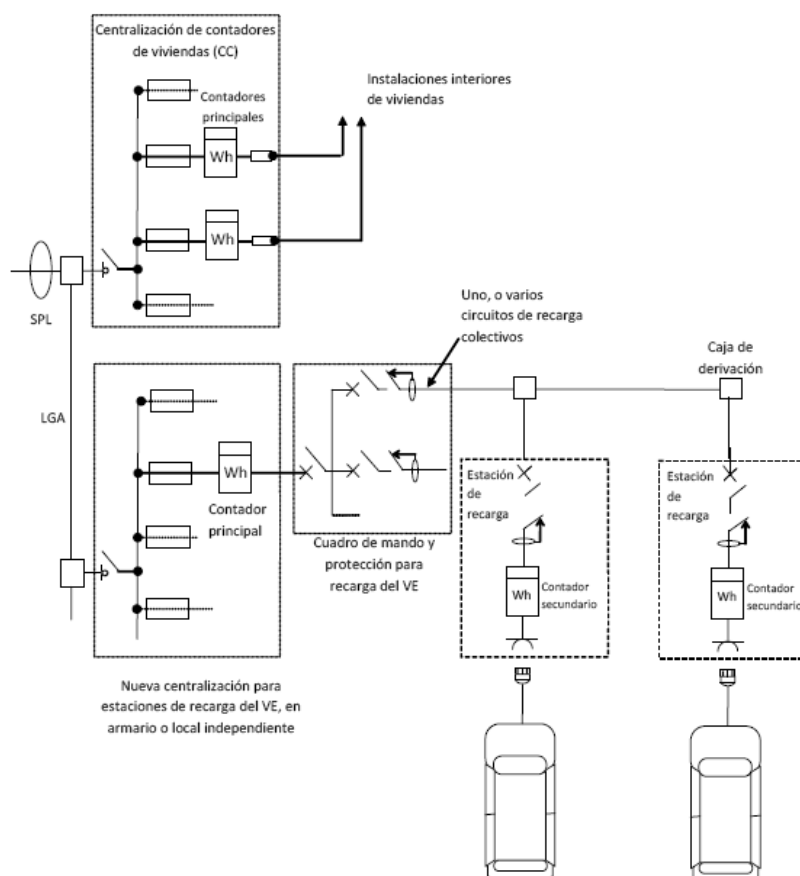 Centralización de contadores
de viviendas (CC)
Contadores
principales
Wh
Wh
Instalaciones interiores
de viviendas
SPL
LGA
Uno, o varios
circuitos de recarga
colectivos
Caja de
derivación
Wh
Contador
principal
Cuadro de mando y
protección para
recarga del VE
Estación
de
recarga
Wh
Contador
secundario
Estación
de
recarga
Wh
Contador
secundario
Nueva centralización para
estaciones de recarga del VE, en
armario o local independiente